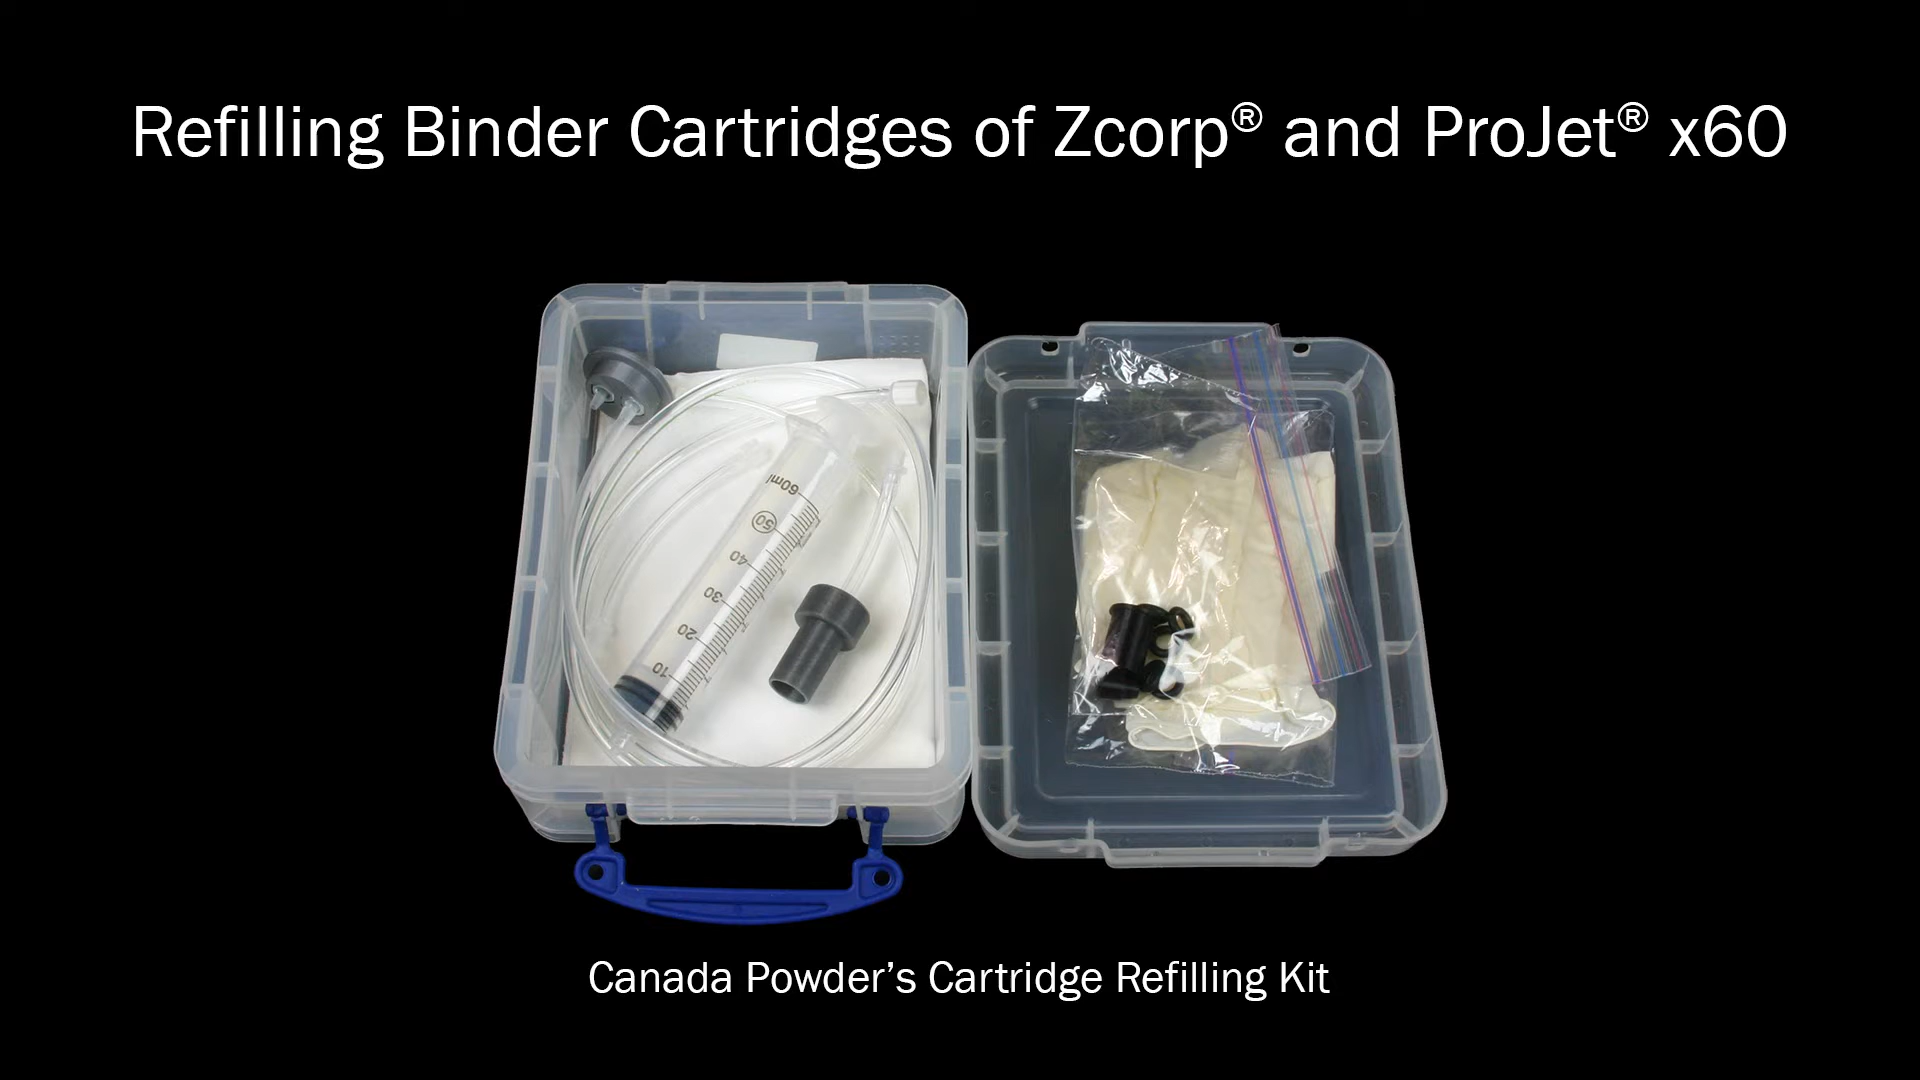 Refilling Binder Cartridges of Zcorp® and ProJet® x60
60ml
50
40
30
20
10
Canada Powder’s Cartridge Refilling Kit